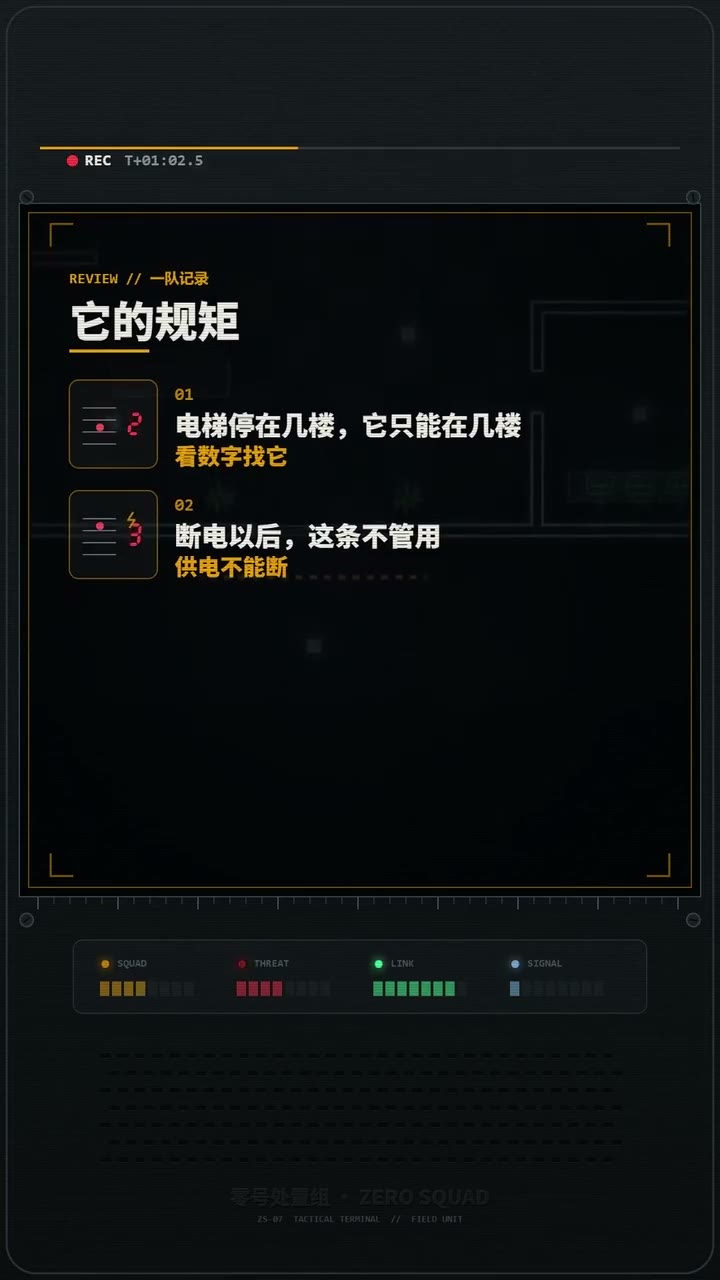 REC T+01:02.5
REVIEW // 一队记录
它的规矩
01
电梯停在几楼，它只能在几楼
看数字找它
2
02
断电以后，这条不管用
供电不能断
3
SQUAD THREAT LINK SIGNAL
零号处置组 · ZERO SQUAD
ZS-07 TACTICAL TERMINAL // FIELD UNIT